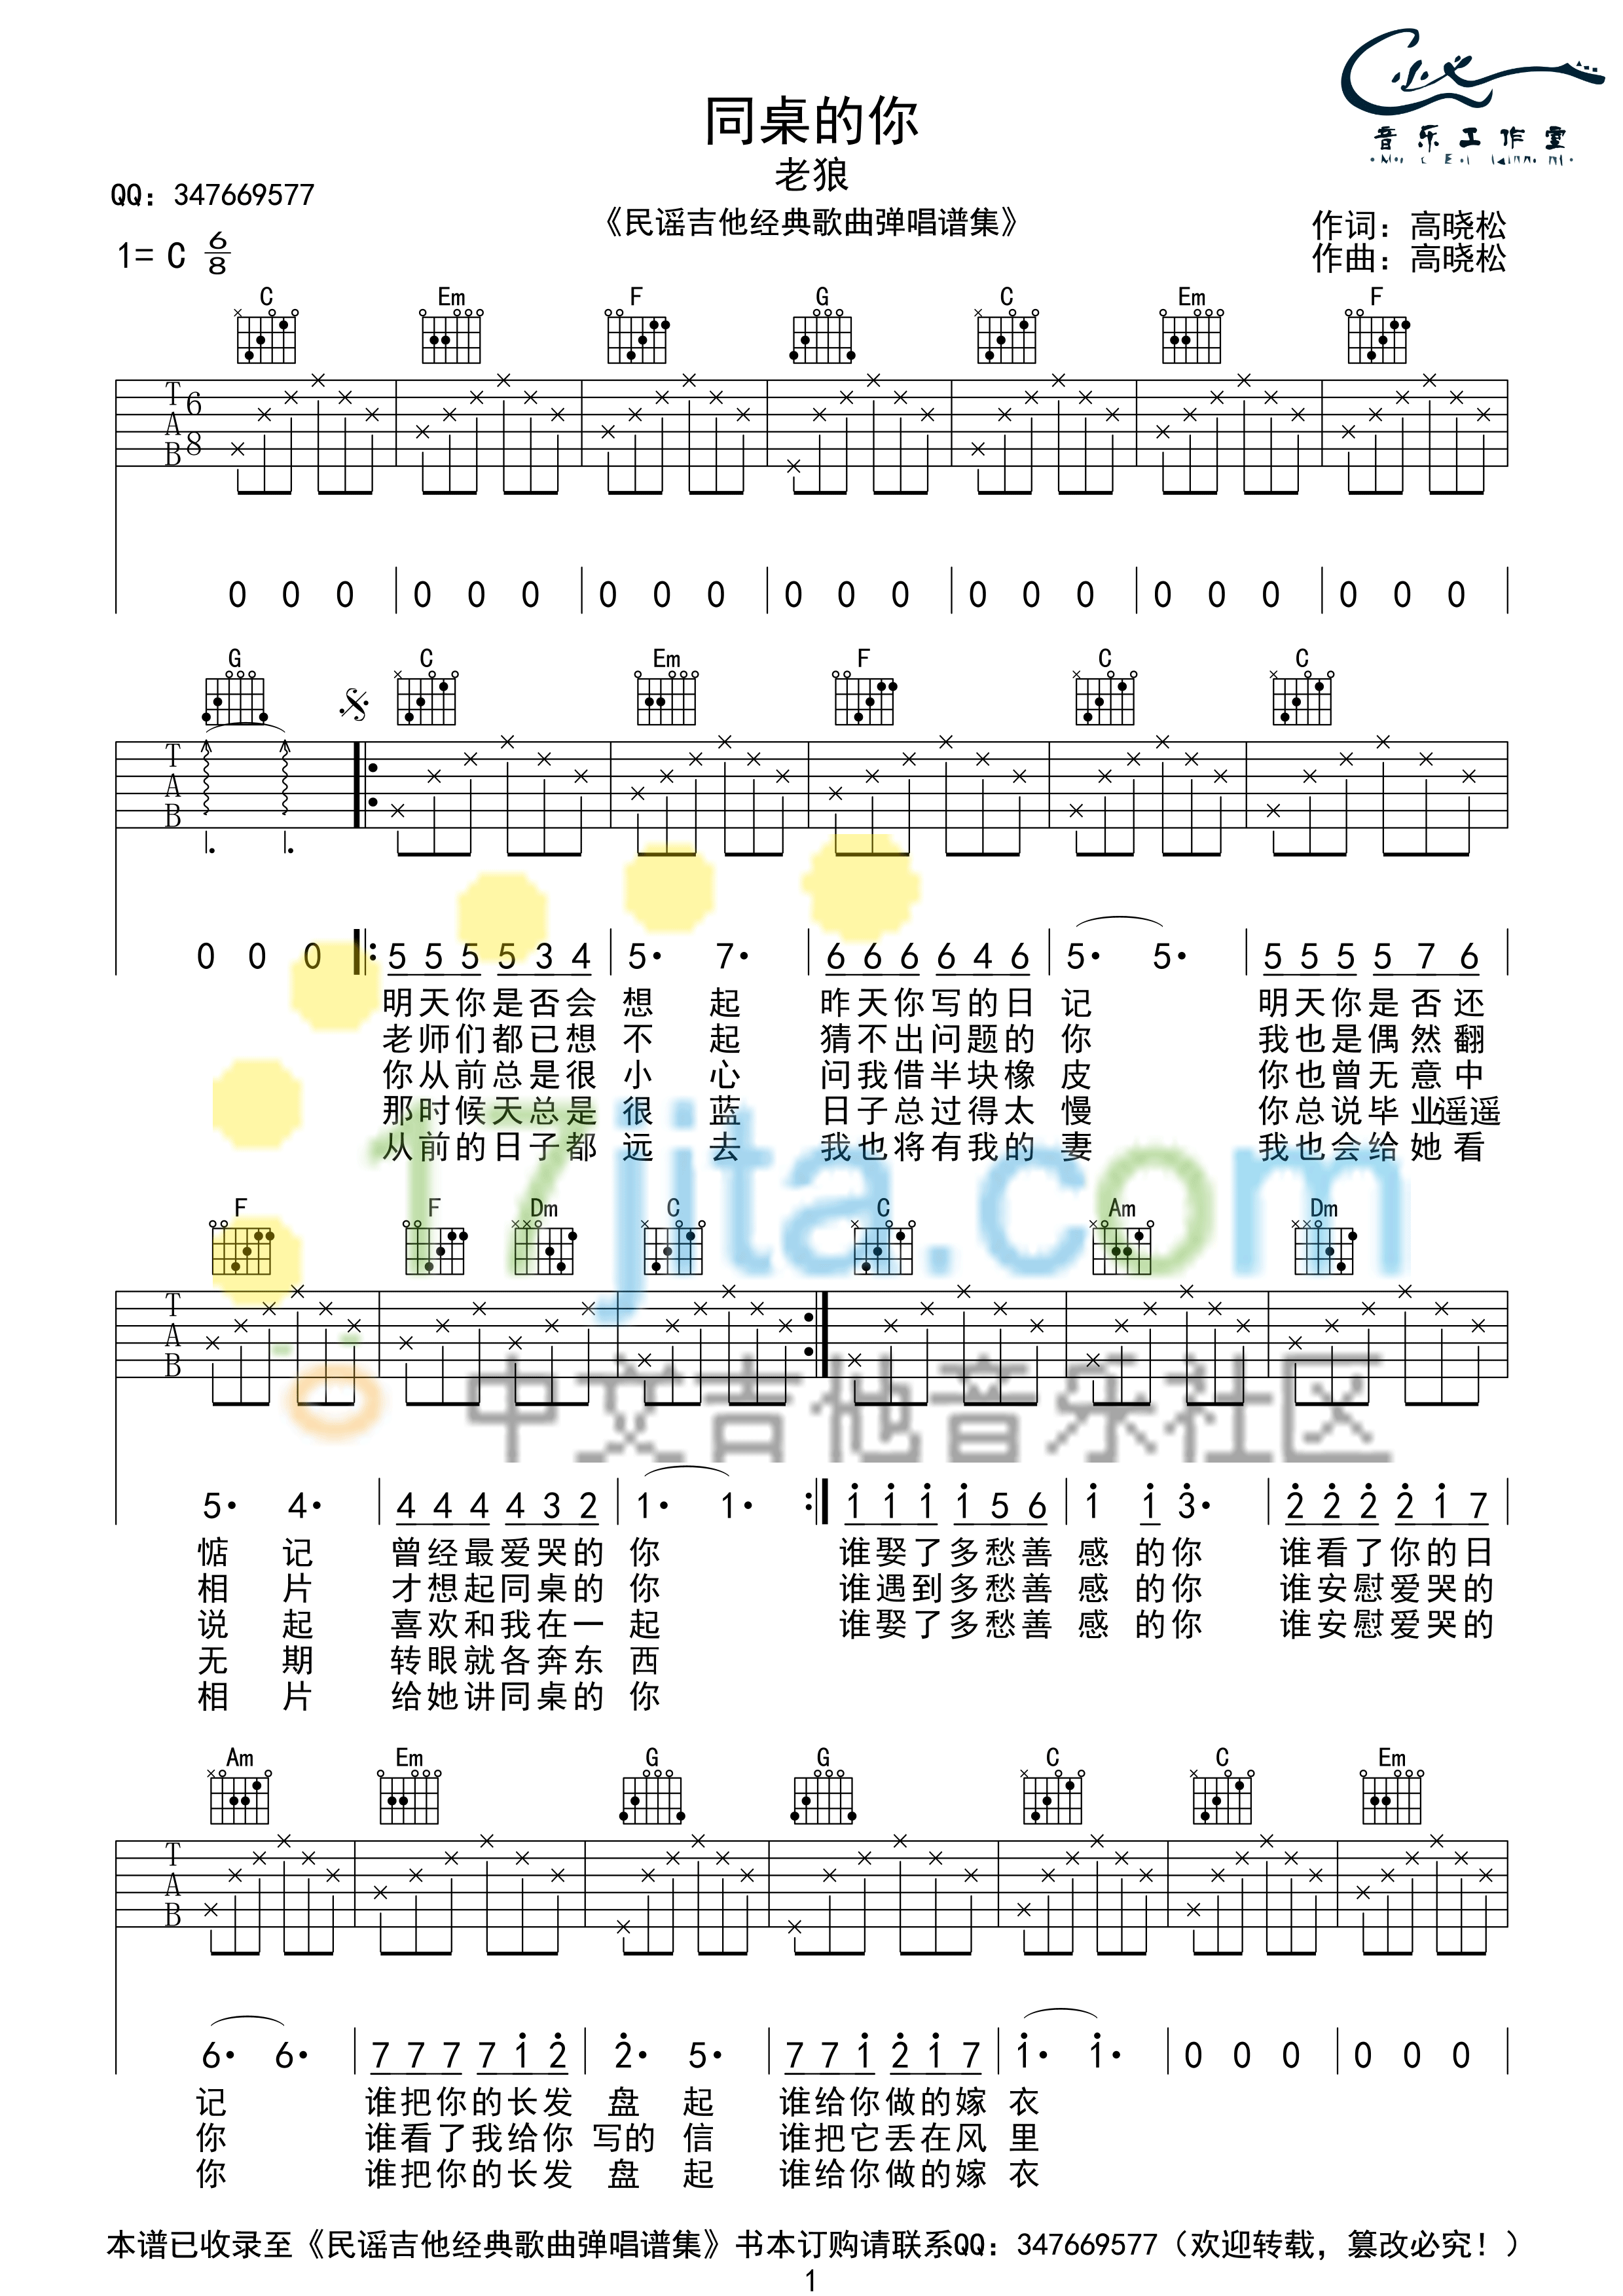 音乐工作室
同桌的你
老狼
QQ：347669577
《民谣吉他经典歌曲弹唱谱集》
作词：高晓松
1= C 6/8
作曲：高晓松
C Em F G C Em F
T A B 6 8
0 0 0 0 0 0 0 0 0 0 0 0 0 0 0 0 0 0 0 0 0
G C Em F C C
T A B
0 0 0 5 5 5 5 3 4 5· 7· 6 6 6 6 4 6 5· 5· 5 5 5 5 7 6
明天你是否会 想 起 昨天你写的日 记 明天你是否还
老师们都已想 不 起 猜不出问题的 你 我也是偶然翻
你从前总是很 小 心 问我借半块橡 皮 你也曾无意中
那时候天总是 很 蓝 日子总过得太 慢 你总说毕业遥遥
从前的日子都 远 去 我也将有我的 妻 我也会给她看
17jita.com
F F Dm C C Am Dm
T A B
中文吉他音乐社区
5· 4· 4 4 4 4 3 2 1· 1· 1 1 1 1 5 6 1 1 3· 2 2 2 2 1 7
惦 记 曾经最爱哭的 你 谁娶了多愁善 感 的你 谁看了你的日
相 片 才想起同桌的 你 谁遇到多愁善 感 的你 谁安慰爱哭的
说 起 喜欢和我在一 起 谁娶了多愁善 感 的你 谁安慰爱哭的
无 期 转眼就各奔东 西
相 片 给她讲同桌的 你
Am Em G G C C Em
T A B
6· 6· 7 7 7 7 1 2 2· 5· 7 7 1 2 1 7 1· 1· 0 0 0 0 0 0
记 谁把你的长发 盘 起 谁给你做的嫁 衣
你 谁看了我给你 写的 信 谁把它丢在风 里
你 谁把你的长发 盘 起 谁给你做的嫁 衣
本谱已收录至《民谣吉他经典歌曲弹唱谱集》书本订购请联系QQ：347669577（欢迎转载，篡改必究！）
1